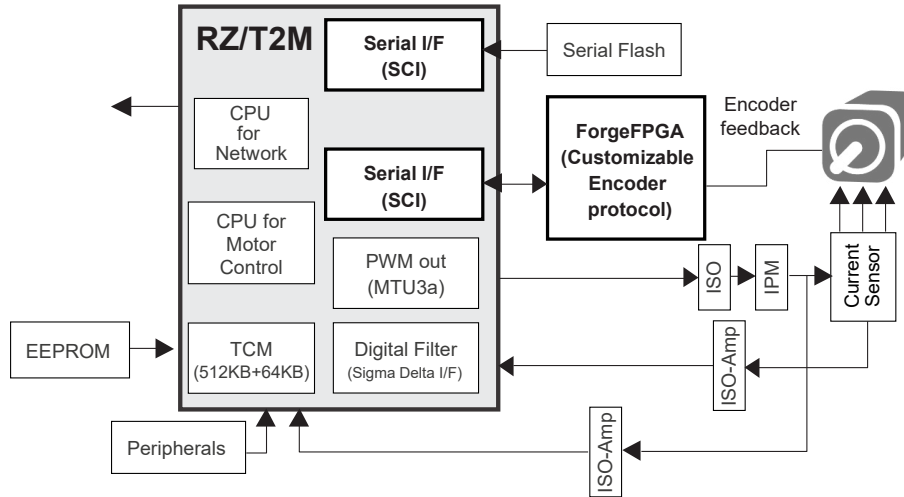 RZ/T2M
Serial I/F
(SCI)
Serial Flash
CPU
for
Network
Serial I/F
(SCI)
ForgeFPGA
(Customizable
Encoder
protocol)
Encoder
feedback
CPU for
Motor
Control
PWM out
(MTU3a)
ISO
IPM
Current
Sensor
EEPROM
TCM
(512KB+64KB)
Digital Filter
(Sigma Delta I/F)
ISO-Amp
Peripherals
ISO-Amp